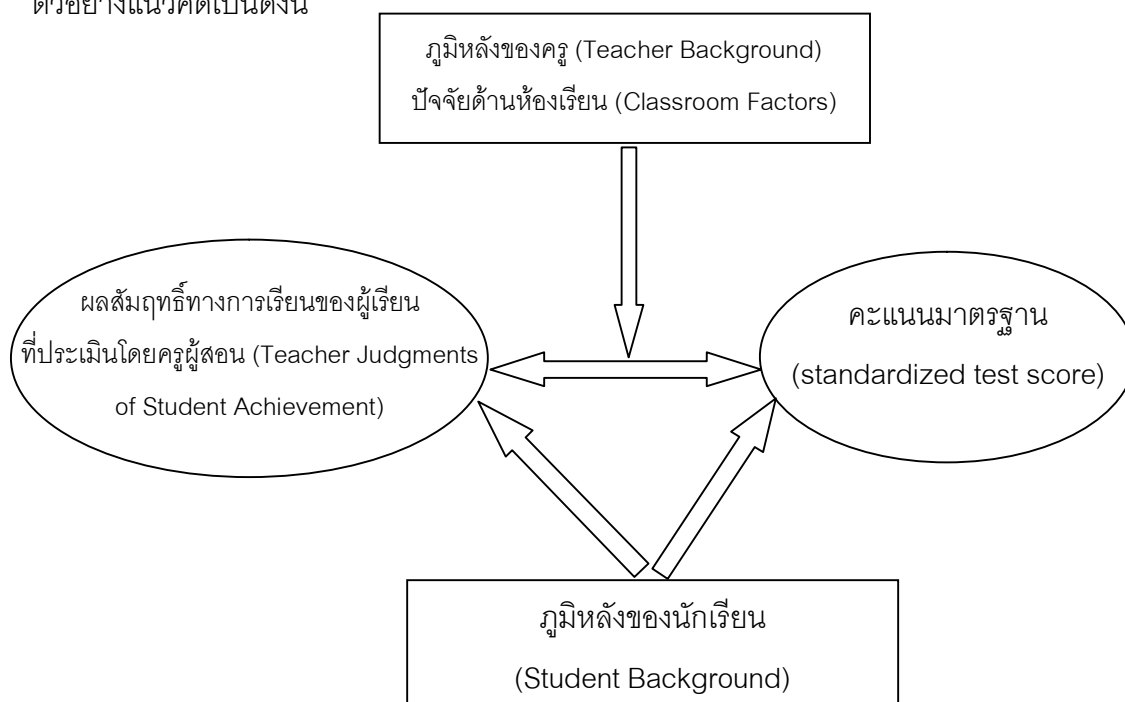 ตัวอย่างแนวคิดเป็นดังนี้
ภูมิหลังของครู (Teacher Background)
ปัจจัยด้านห้องเรียน (Classroom Factors)
ผลสัมฤทธิ์ทางการเรียนของผู้เรียน
ที่ประเมินโดยครูผู้สอน (Teacher Judgments
of Student Achievement)
คะแนนมาตรฐาน
(standardized test score)
ภูมิหลังของนักเรียน
(Student Background)